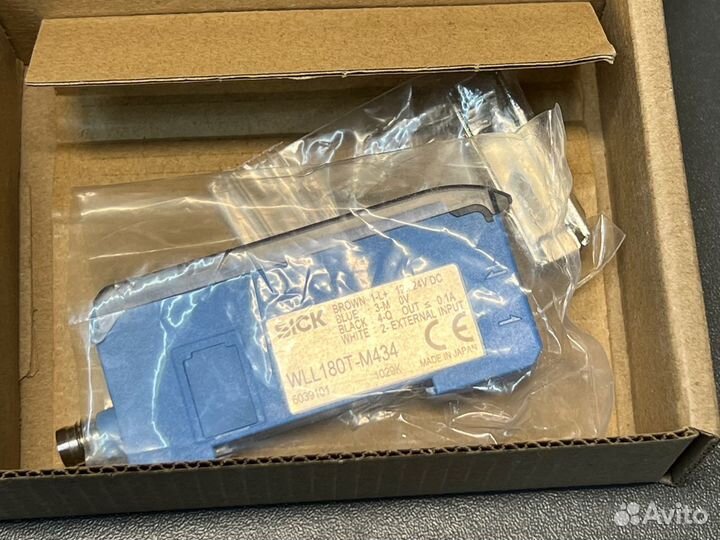 SICK
BROWN 1-L+ 12...24V DC
BLUE 3-M 0V
BLACK 4-Q OUT ≤ 0.1A
WHITE 2-EXTERNAL INPUT
WLL180T-M434
6039101 1029K
CE
MADE IN JAPAN
Avito